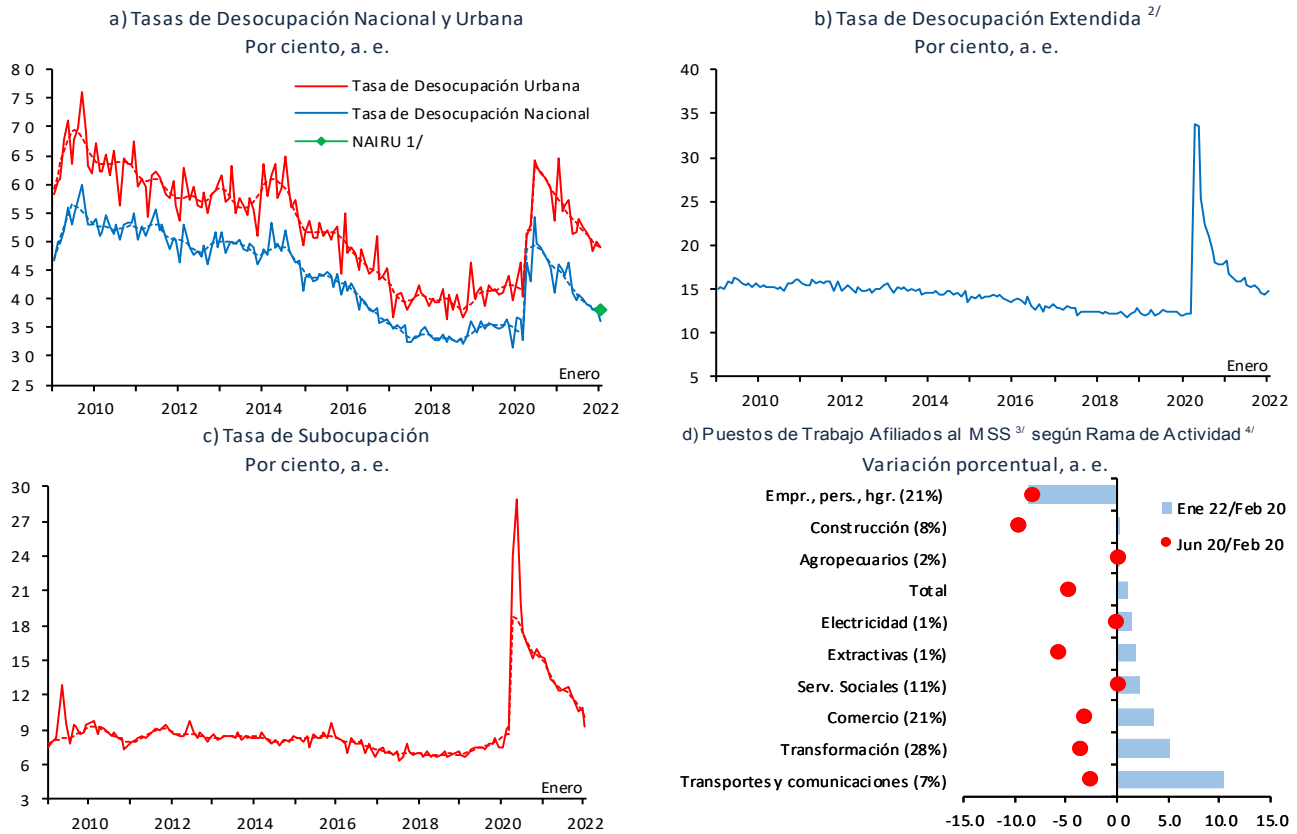 a) Tasas de Desocupación Nacional y Urbana
Por ciento, a. e.
8 0
7 5
7 0
6 5
6 0
5 5
5 0
4 5
4 0
3 5
3 0
2 5
Tasa de Desocupación Urbana
Tasa de Desocupación Nacional
NAIRU 1/
Enero
2010 2012 2014 2016 2018 2020 2022
b) Tasa de Desocupación Extendida 2/
Por ciento, a. e.
40
35
30
25
20
15
10
5
Enero
2010 2012 2014 2016 2018 2020 2022
c) Tasa de Subocupación
Por ciento, a. e.
30
27
24
21
18
15
12
9
6
3
Enero
2010 2012 2014 2016 2018 2020 2022
d) Puestos de Trabajo Afiliados al MSS 3/ según Rama de Actividad 4/
Variación porcentual, a. e.
Empr., pers., hgr. (21%)
Construcción (8%)
Agropecuarios (2%)
Total
Electricidad (1%)
Extractivas (1%)
Serv. Sociales (11%)
Comercio (21%)
Transformación (28%)
Transportes y comunicaciones (7%)
Ene 22/Feb 20
Jun 20/Feb 20
-15.0 -10.0 -5.0 0.0 5.0 10.0 15.0